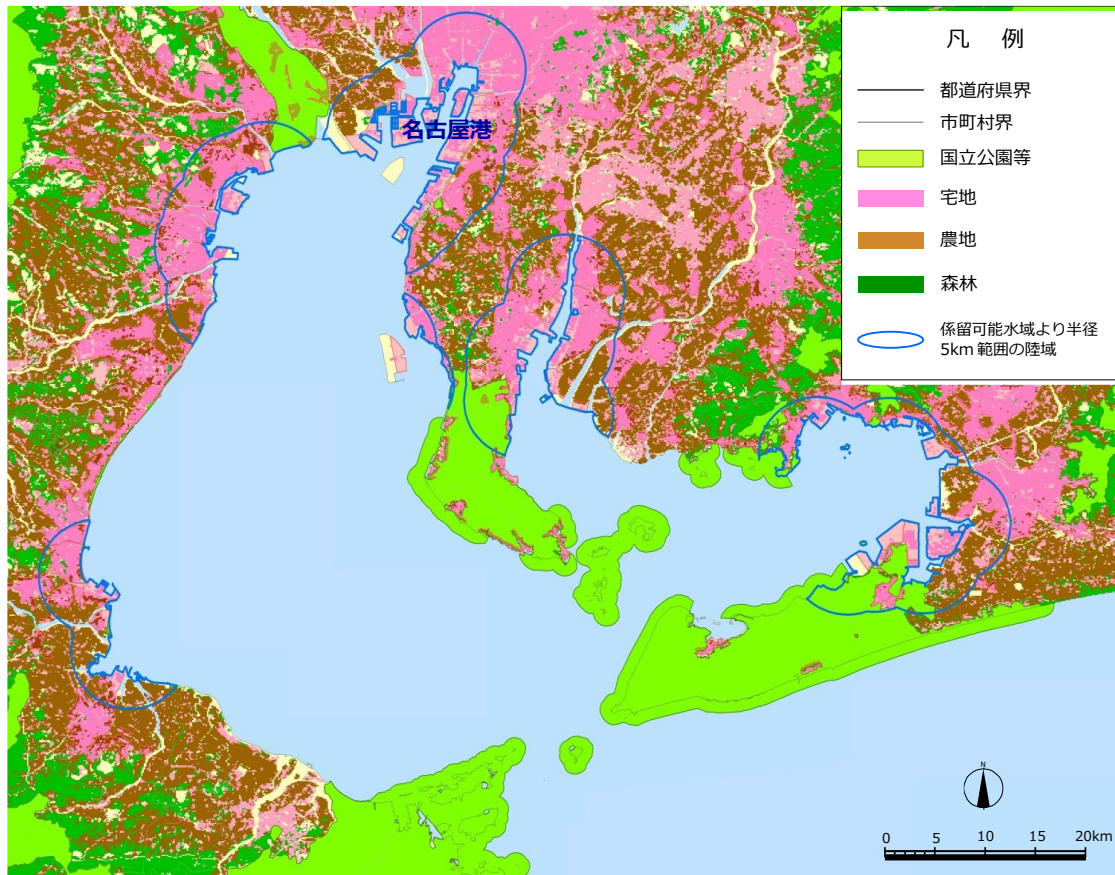 名古屋港
凡 例
都道府県界
市町村界
国立公園等
宅地
農地
森林
係留可能水域より半径
5km 範囲の陸域
N
0 5 10 15 20km